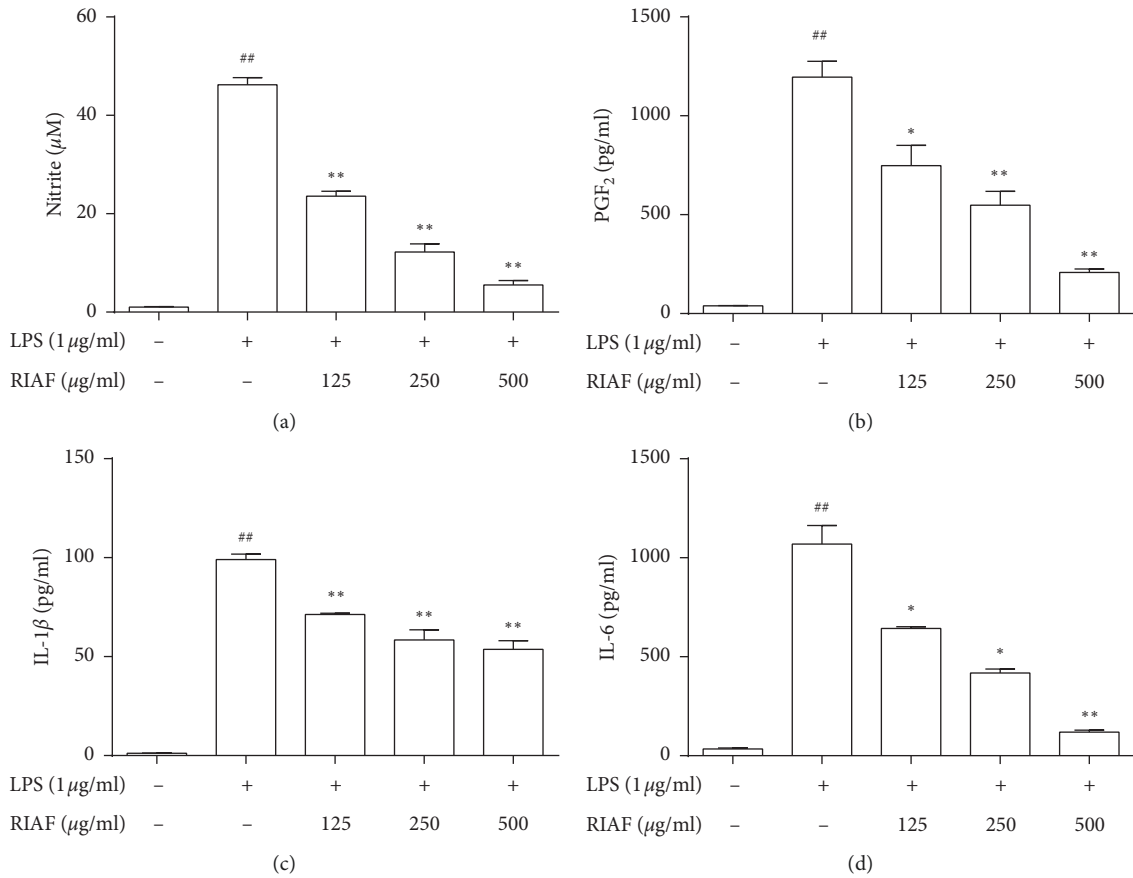 60
40
20
0
Nitrite (μM)
##
**
**
**
LPS (1 μg/ml) – + + + +
RIAF (μg/ml) – – 125 250 500
(a)
1500
1000
500
0
PGF2 (pg/ml)
##
*
**
**
LPS (1 μg/ml) – + + + +
RIAF (μg/ml) – – 125 250 500
(b)
150
100
50
0
IL-1β (pg/ml)
##
**
**
**
LPS (1 μg/ml) – + + + +
RIAF (μg/ml) – – 125 250 500
(c)
1500
1000
500
0
IL-6 (pg/ml)
##
*
*
**
LPS (1 μg/ml) – + + + +
RIAF (μg/ml) – – 125 250 500
(d)